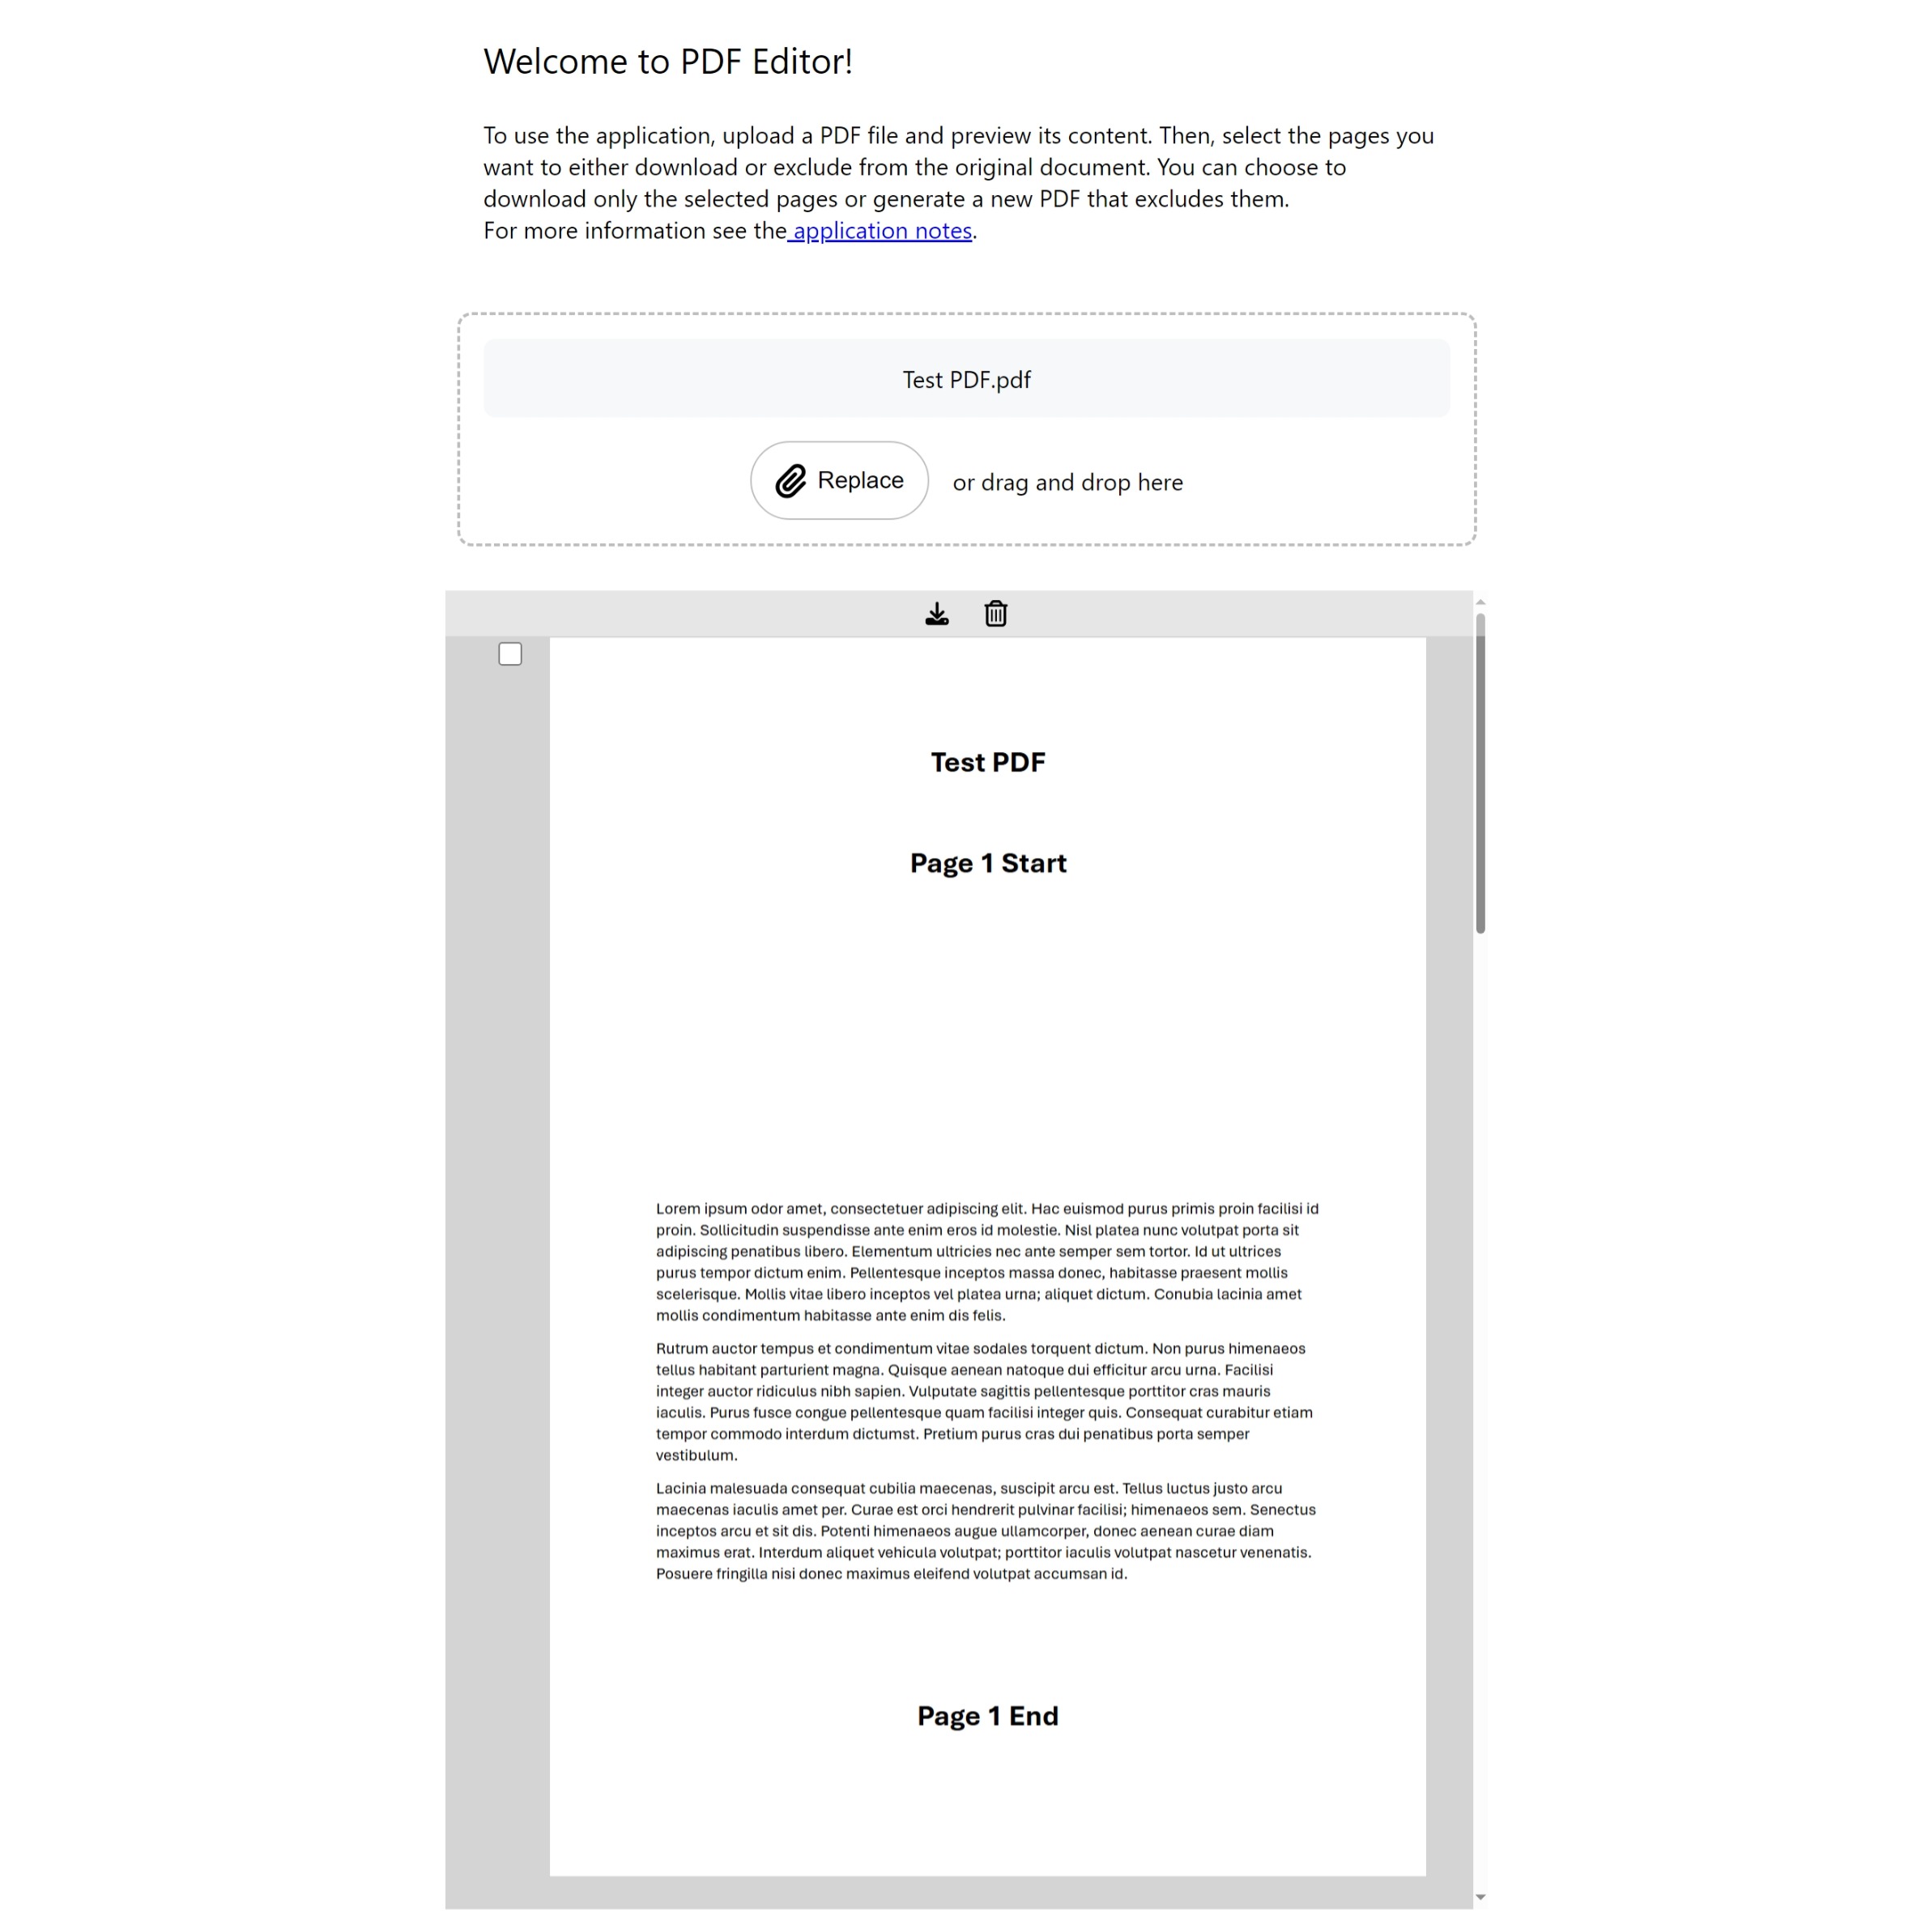 Welcome to PDF Editor!
To use the application, upload a PDF file and preview its content. Then, select the pages you
want to either download or exclude from the original document. You can choose to
download only the selected pages or generate a new PDF that excludes them.
For more information see the application notes.
Test PDF.pdf
Replace or drag and drop here
Test PDF
Page 1 Start
Lorem ipsum odor amet, consectetuer adipiscing elit. Hac euismod purus primis proin facilisi id
proin. Sollicitudin suspendisse ante enim eros id molestie. Nisl platea nunc volutpat porta sit
adipiscing penatibus libero. Elementum ultricies nec ante semper sem tortor. Id ut ultrices
purus tempor dictum enim. Pellentesque inceptos massa donec, habitasse praesent mollis
scelerisque. Mollis vitae libero inceptos vel platea urna; aliquet dictum. Conubia lacinia amet
mollis condimentum habitasse ante enim dis felis.
Rutrum auctor tempus et condimentum vitae sodales torquent dictum. Non purus himenaeos
tellus habitant parturient magna. Quisque aenean natoque dui efficitur arcu urna. Facilisi
integer auctor ridiculus nibh sapien. Vulputate sagittis pellentesque porttitor cras mauris
iaculis. Purus fusce congue pellentesque quam facilisi integer quis. Consequat curabitur etiam
tempor commodo interdum dictumst. Pretium purus cras dui penatibus porta semper
vestibulum.
Lacinia malesuada consequat cubilia maecenas, suscipit arcu est. Tellus luctus justo arcu
maecenas iaculis amet per. Curae est orci hendrerit pulvinar facilisi; himenaeos sem. Senectus
inceptos arcu et sit dis. Potenti himenaeos augue ullamcorper, donec aenean curae diam
maximus erat. Interdum aliquet vehicula volutpat; porttitor iaculis volutpat nascetur venenatis.
Posuere fringilla nisi donec maximus eleifend volutpat accumsan id.
Page 1 End